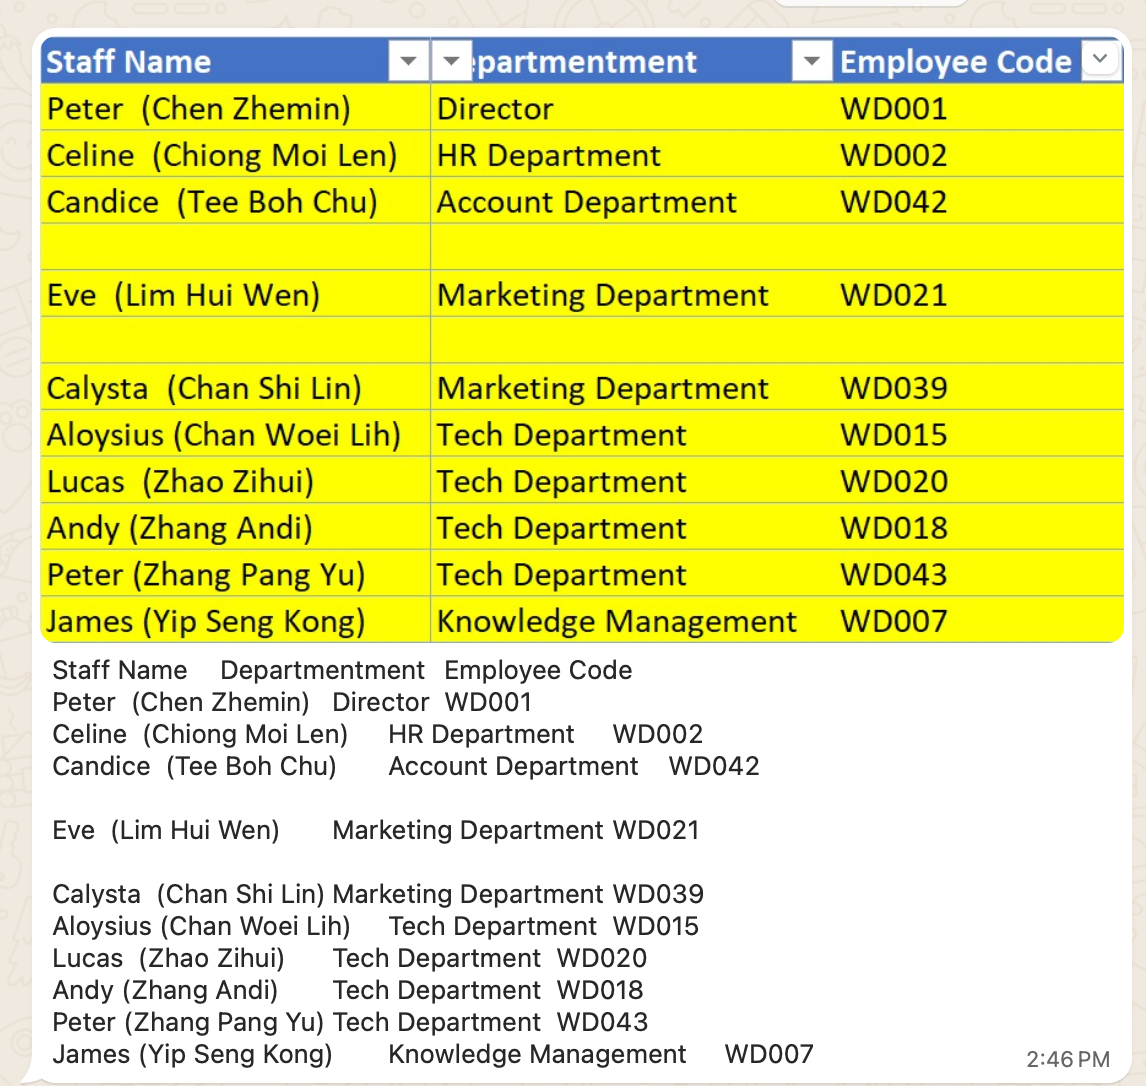 Staff Name epartmentment Employee Code
Peter  (Chen Zhemin) Director WD001
Celine  (Chiong Moi Len) HR Department WD002
Candice  (Tee Boh Chu) Account Department WD042
Eve  (Lim Hui Wen) Marketing Department WD021
Calysta  (Chan Shi Lin) Marketing Department WD039
Aloysius (Chan Woei Lih) Tech Department WD015
Lucas  (Zhao Zihui) Tech Department WD020
Andy (Zhang Andi) Tech Department WD018
Peter (Zhang Pang Yu) Tech Department WD043
James (Yip Seng Kong) Knowledge Management WD007
Staff Name Departmentment Employee Code
Peter  (Chen Zhemin) Director WD001
Celine  (Chiong Moi Len) HR Department WD002
Candice  (Tee Boh Chu) Account Department WD042
Eve  (Lim Hui Wen) Marketing Department WD021
Calysta  (Chan Shi Lin) Marketing Department WD039
Aloysius (Chan Woei Lih) Tech Department WD015
Lucas  (Zhao Zihui) Tech Department WD020
Andy (Zhang Andi) Tech Department WD018
Peter (Zhang Pang Yu) Tech Department WD043
James (Yip Seng Kong) Knowledge Management WD007
2:46 PM